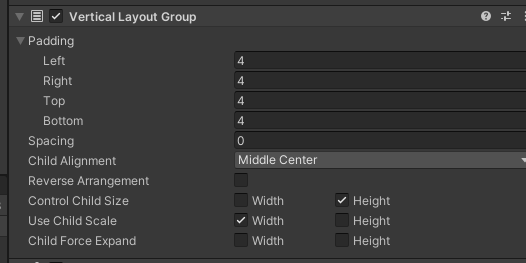 Vertical Layout Group
Padding
Left 4
Right 4
Top 4
Bottom 4
Spacing 0
Child Alignment Middle Center
Reverse Arrangement
Control Child Size Width Height
Use Child Scale Width Height
Child Force Expand Width Height